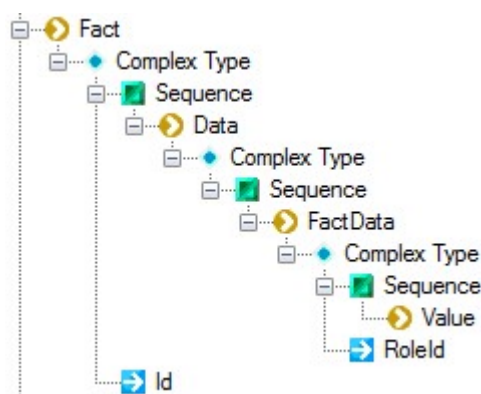 Fact
Complex Type
Sequence
Data
Complex Type
Sequence
FactData
Complex Type
Sequence
Value
RoleId
Id